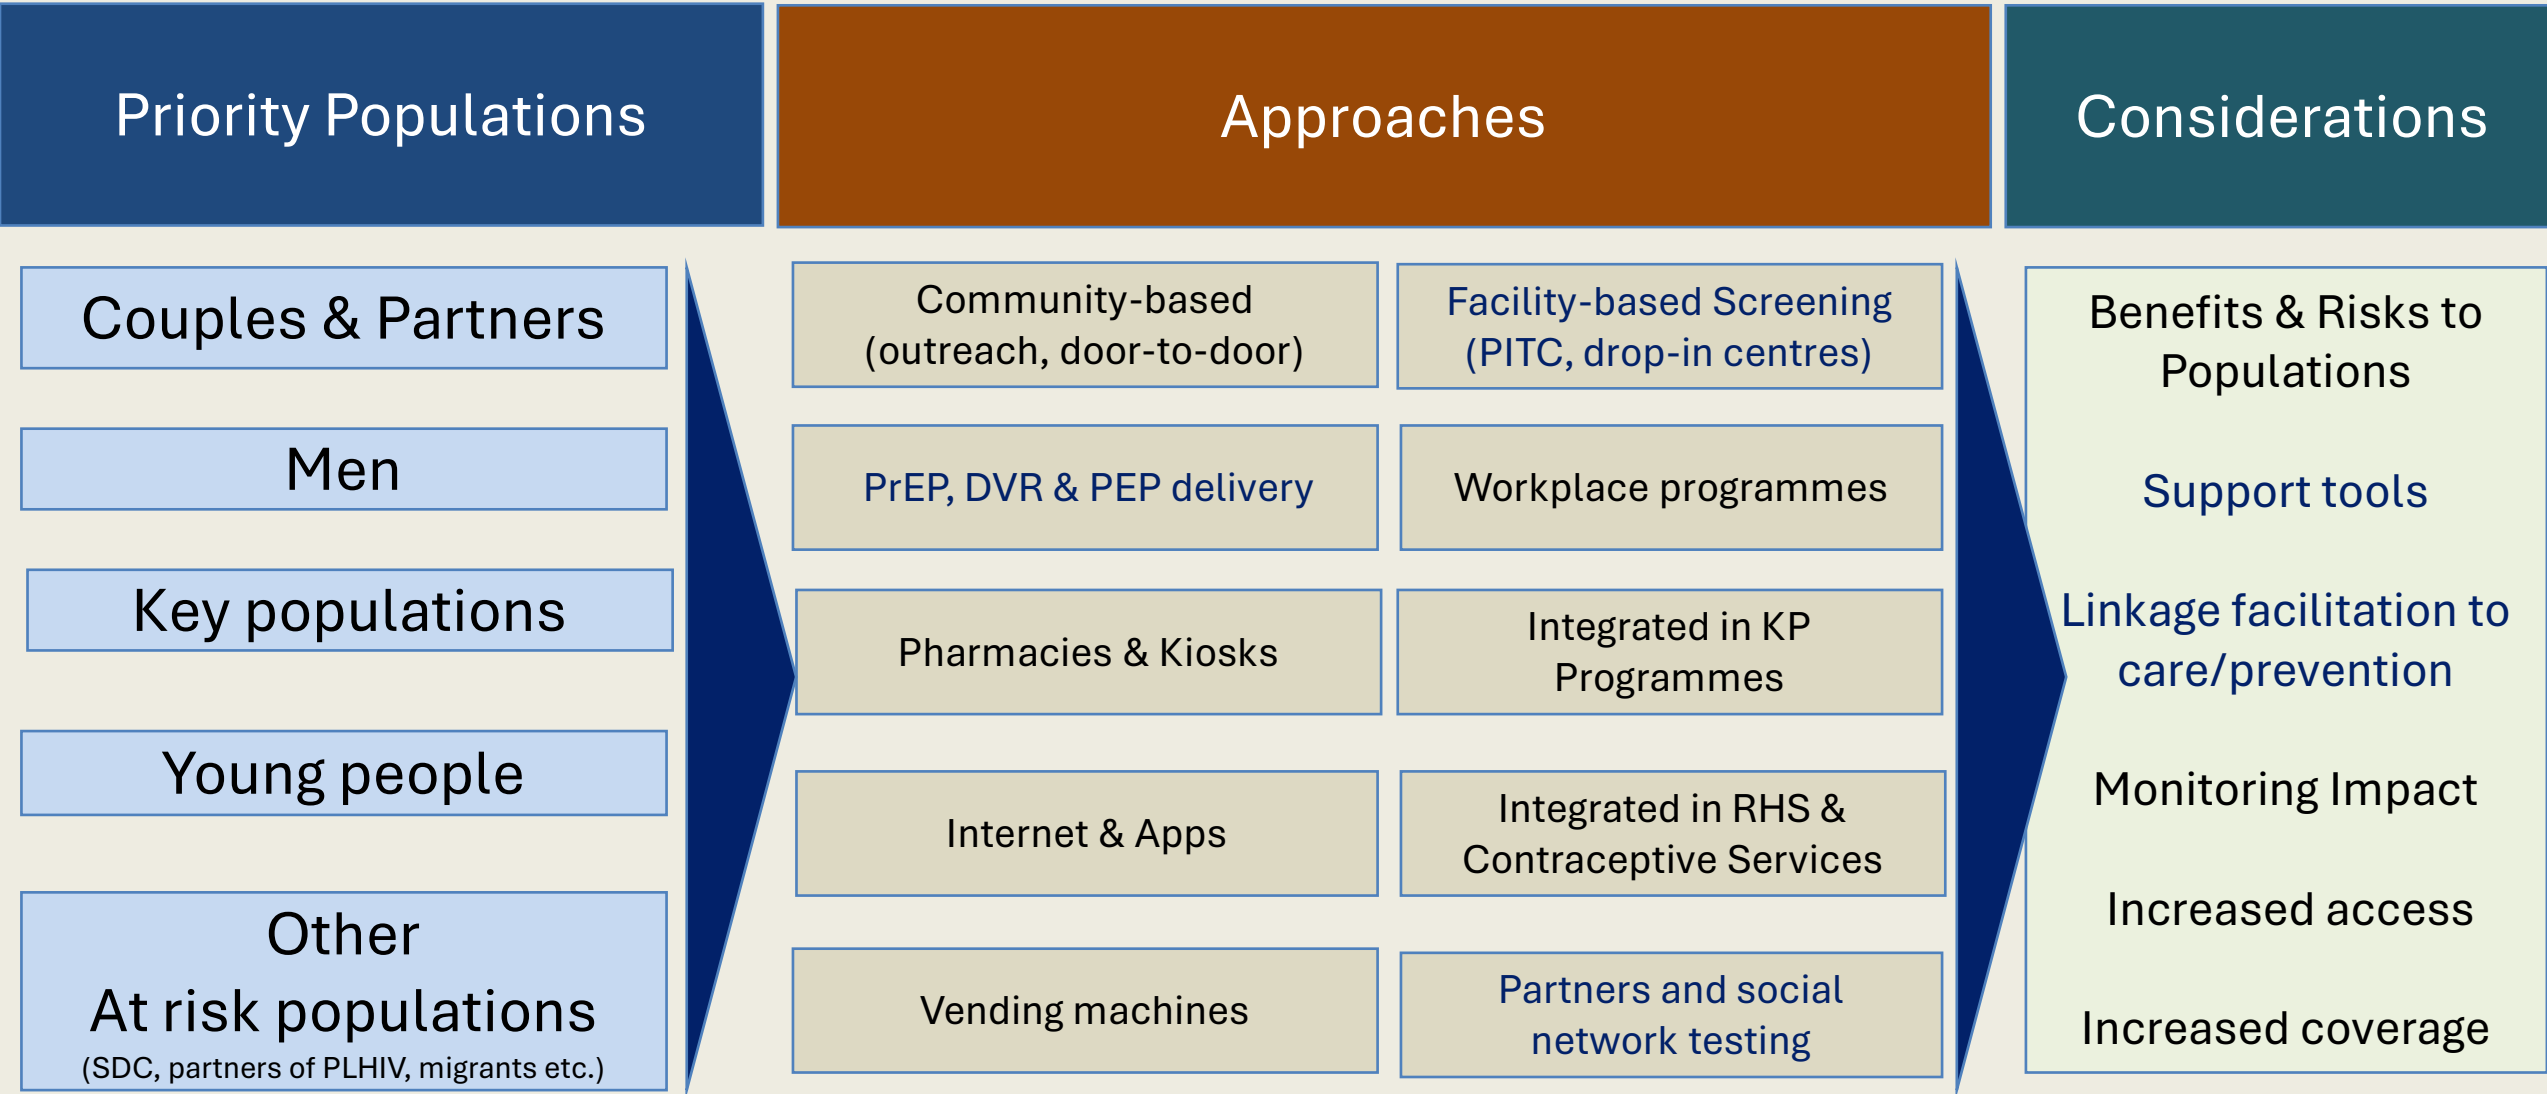 Priority Populations
Approaches
Considerations
Couples & Partners
Men
Key populations
Young people
Other
At risk populations
(SDC, partners of PLHIV, migrants etc.)
Community-based
(outreach, door-to-door)
Facility-based Screening
(PITC, drop-in centres)
PrEP, DVR & PEP delivery
Workplace programmes
Pharmacies & Kiosks
Integrated in KP
Programmes
Internet & Apps
Integrated in RHS &
Contraceptive Services
Vending machines
Partners and social
network testing
Benefits & Risks to
Populations
Support tools
Linkage facilitation to
care/prevention
Monitoring Impact
Increased access
Increased coverage